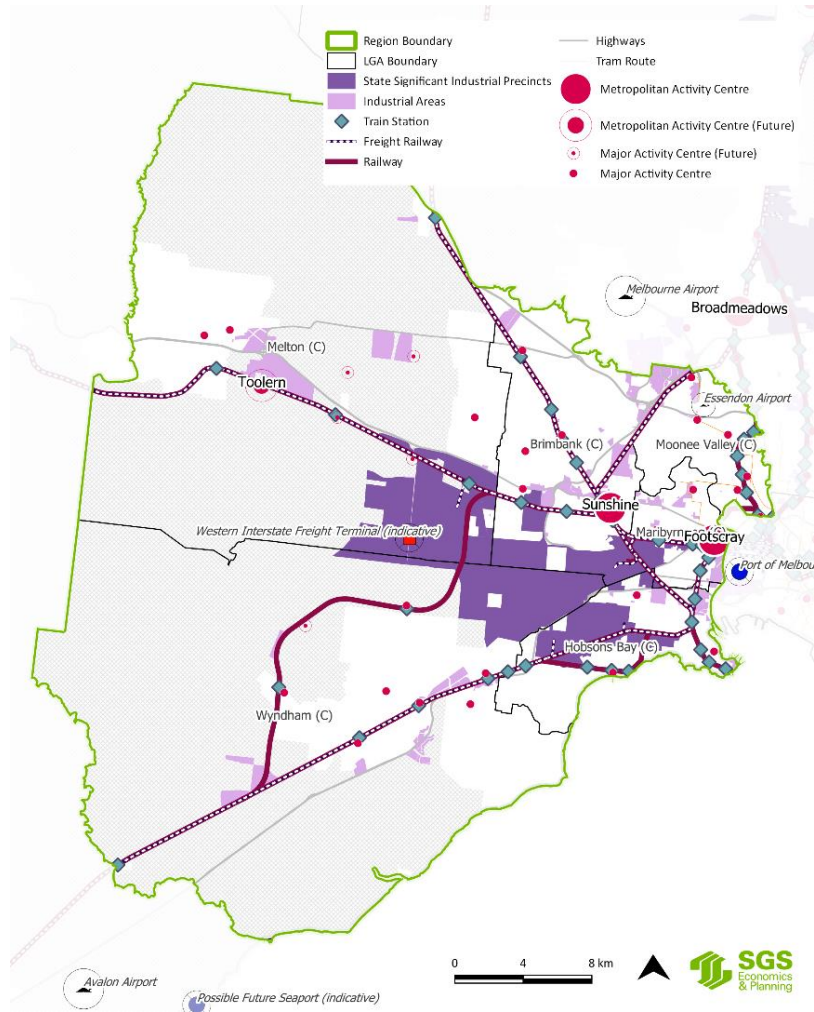 Region Boundary
LGA Boundary
State Significant Industrial Precincts
Industrial Areas
Train Station
Freight Railway
Railway
Highways
Tram Route
Metropolitan Activity Centre
Metropolitan Activity Centre (Future)
Major Activity Centre (Future)
Major Activity Centre
Melbourne Airport
Broadmeadows
Melton (C)
Toolern
Essendon Airport
Brimbank (C)
Moonee Valley (C)
Sunshine
Western Interstate Freight Terminal (indicative)
Maribyrno
Footscray
Port of Melbou
Hobsons Bay (C)
Wyndham (C)
0 4 8 km
SGS
Economics
& Planning
Avalon Airport
Possible Future Seaport (indicative)